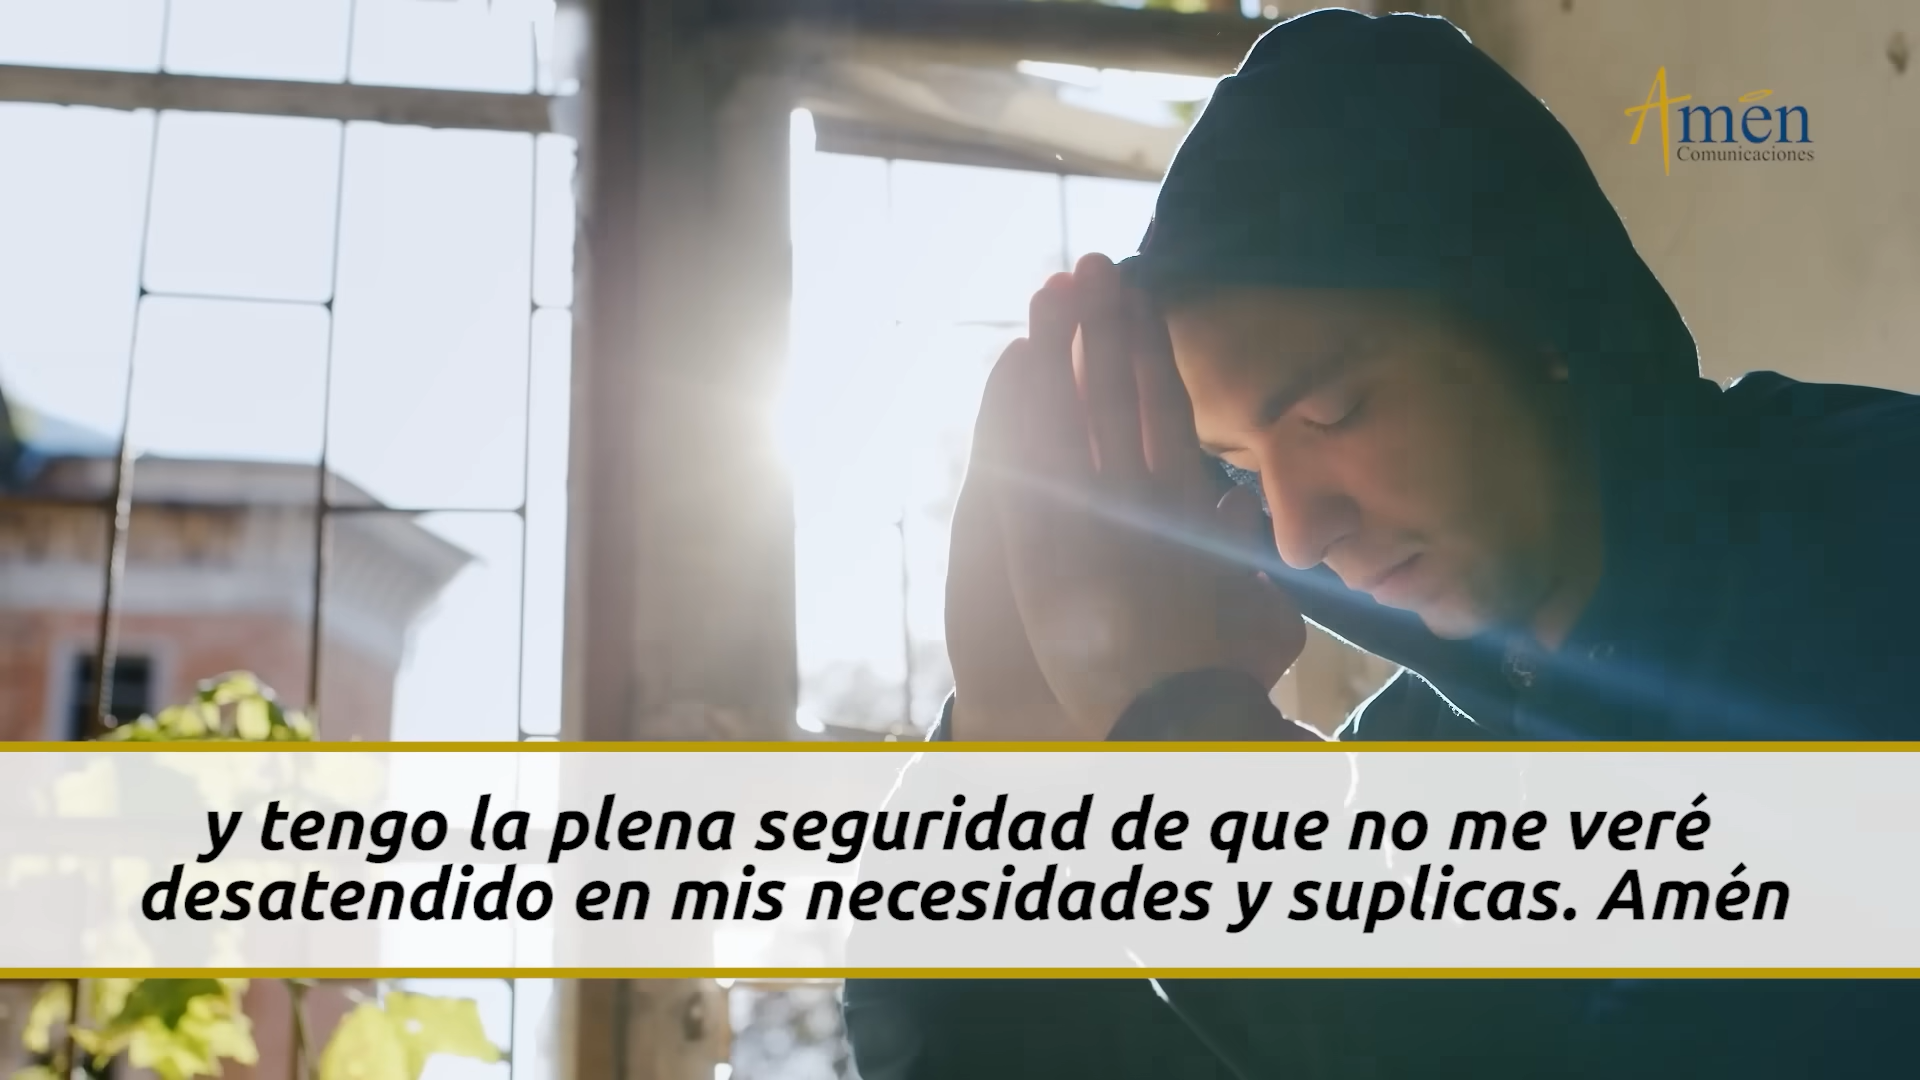 Amén
Comunicaciones
y tengo la plena seguridad de que no me veré
desatendido en mis necesidades y suplicas. Amén